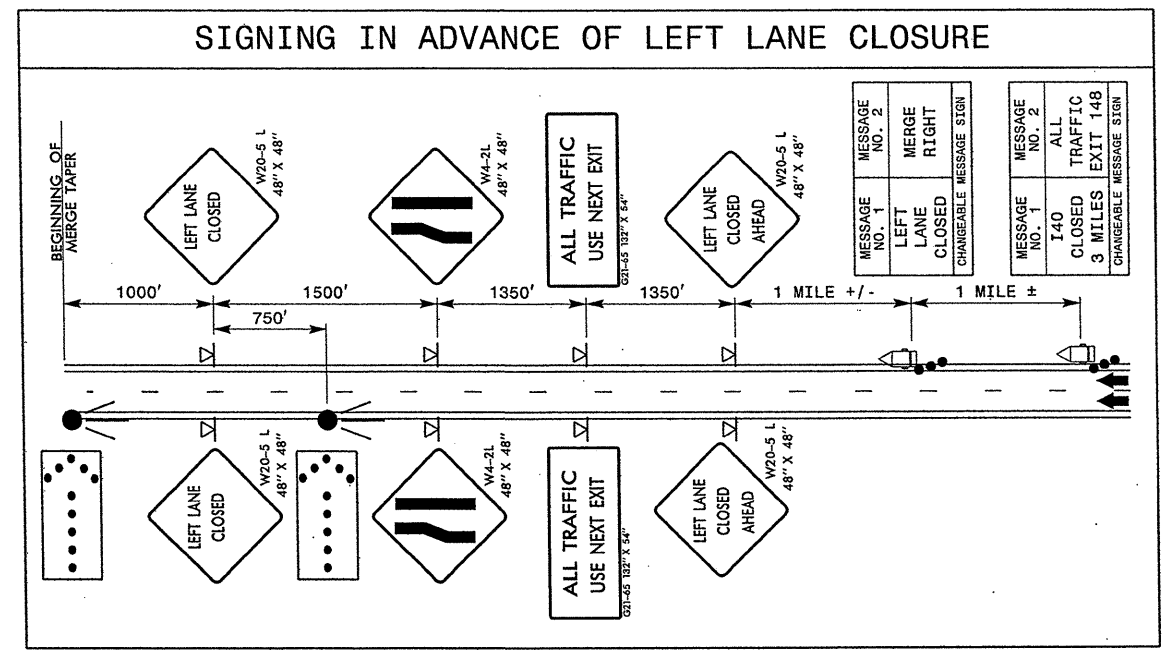 SIGNING IN ADVANCE OF LEFT LANE CLOSURE
BEGINNING OF
MERGE TAPER
LEFT LANE
CLOSED
W20-5 L
48" X 48"
W4-2L
48" X 48"
ALL TRAFFIC
USE NEXT EXIT
G21-65 132" X 54"
LEFT LANE
CLOSED
AHEAD
W20-5 L
48" X 48"
MESSAGE
NO. 1
MESSAGE
NO. 2
LEFT
LANE
CLOSED
MERGE
RIGHT
CHANGEABLE MESSAGE SIGN
MESSAGE
NO. 1
MESSAGE
NO. 2
I40
CLOSED
3 MILES
ALL
TRAFFIC
EXIT 148
CHANGEABLE MESSAGE SIGN
1000'
1500'
1350'
1350'
1 MILE +/-
1 MILE ±
750'
LEFT LANE
CLOSED
W20-5 L
48" X 48"
W4-2L
48" X 48"
ALL TRAFFIC
USE NEXT EXIT
G21-65 132" X 54"
LEFT LANE
CLOSED
AHEAD
W20-5 L
48" X 48"